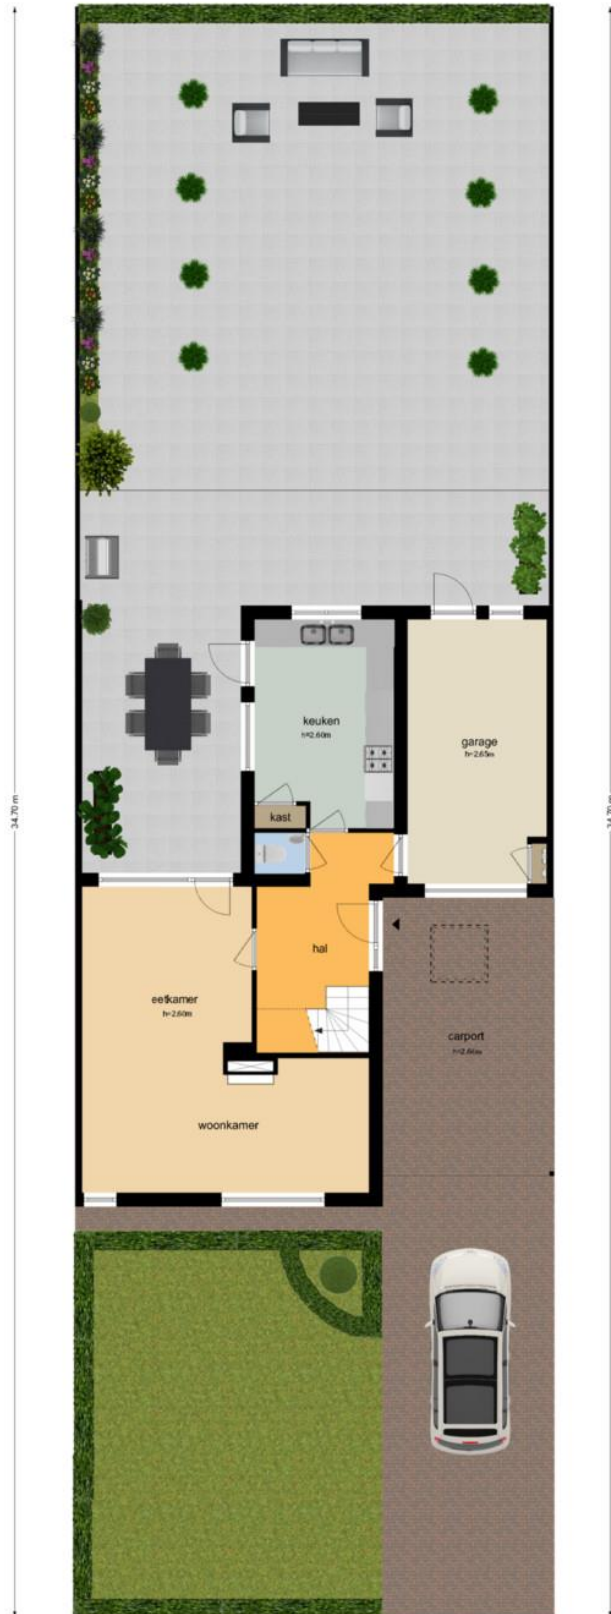 34.70 m
34.70 m
keuken
h=2.60m
garage
h=2.65m
kast
hal
eetkamer
h=2.60m
carport
h=2.66m
woonkamer